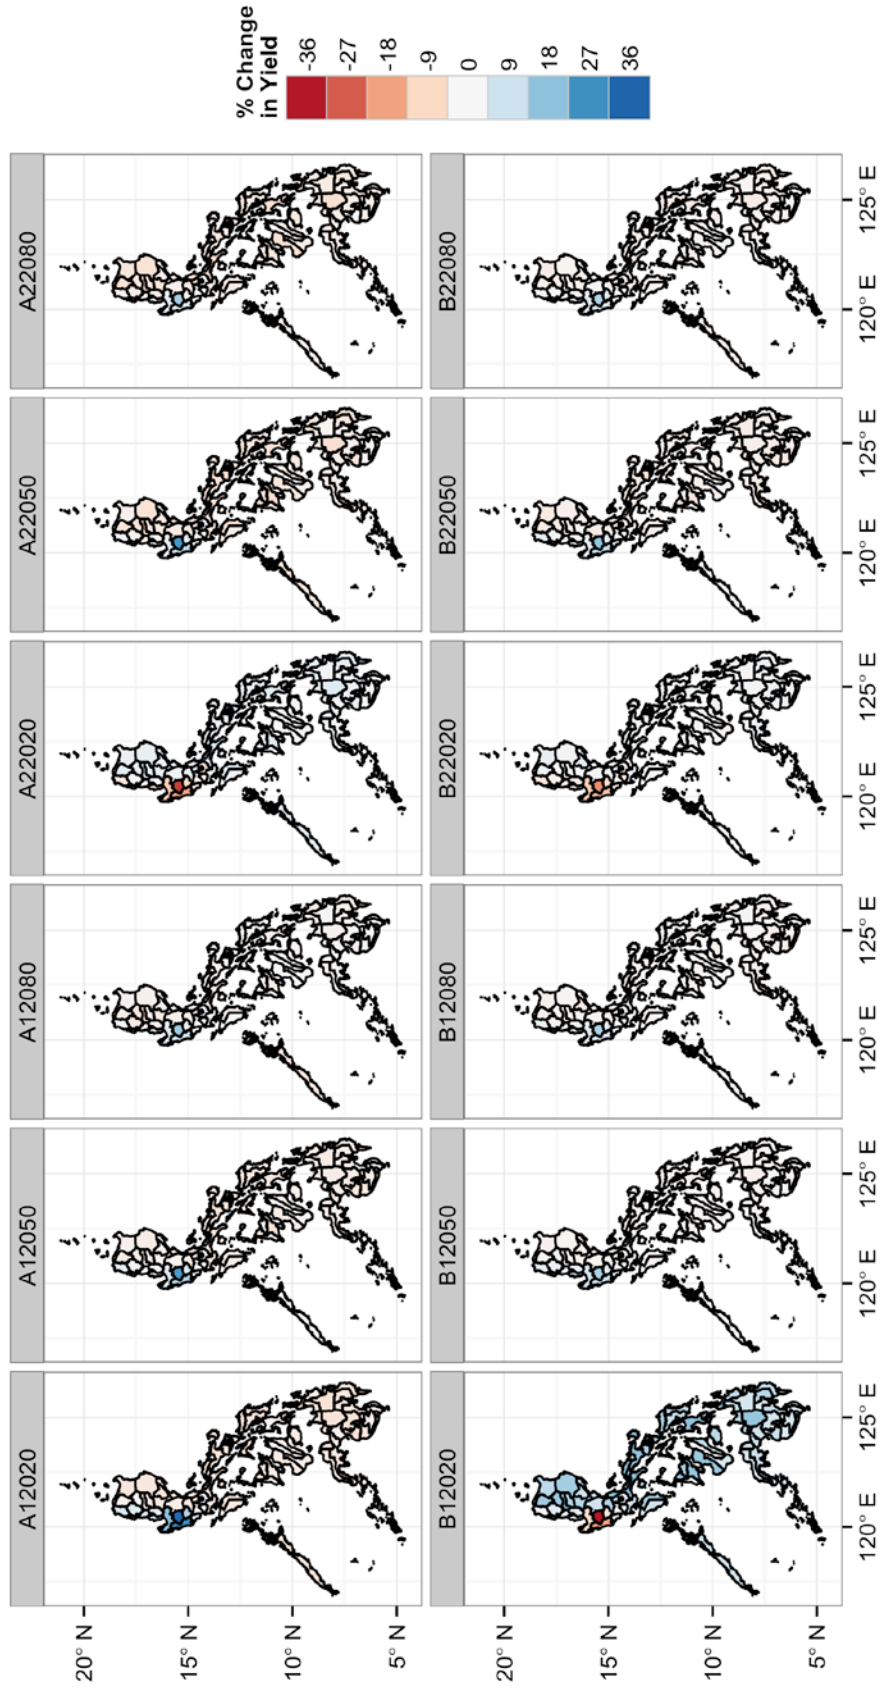 A12020
A12050
A12080
A22020
A22050
A22080
20° N
15° N
10° N
5° N
B12020
B12050
B12080
B22020
B22050
B22080
20° N
15° N
10° N
5° N
120° E
125° E
120° E
125° E
120° E
125° E
120° E
125° E
120° E
125° E
120° E
125° E
% Change
in Yield
-36
-27
-18
-9
0
9
18
27
36